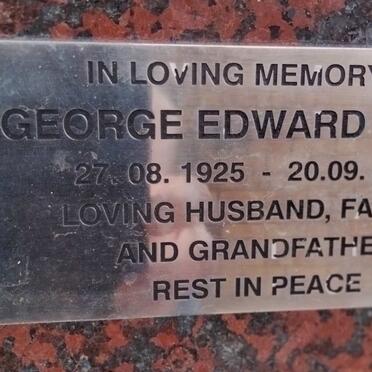 IN LOVING MEMORY
GEORGE EDWARD
27. 08. 1925 - 20.09.
LOVING HUSBAND, FA
AND GRANDFATHE
REST IN PEACE